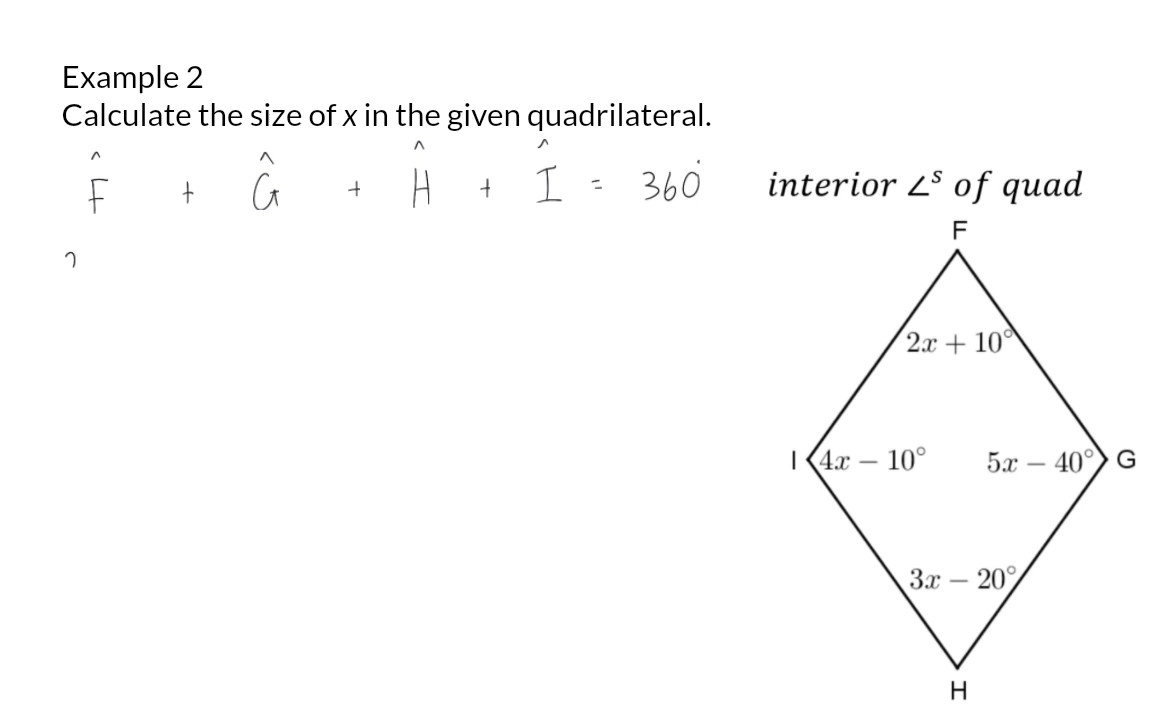 Example 2
Calculate the size of x in the given quadrilateral.
F̂ + Ĝ + Ĥ + Î = 360° interior ∠ˢ of quad
2
F
2x + 10°
I 4x − 10° 5x − 40° G
3x − 20°
H